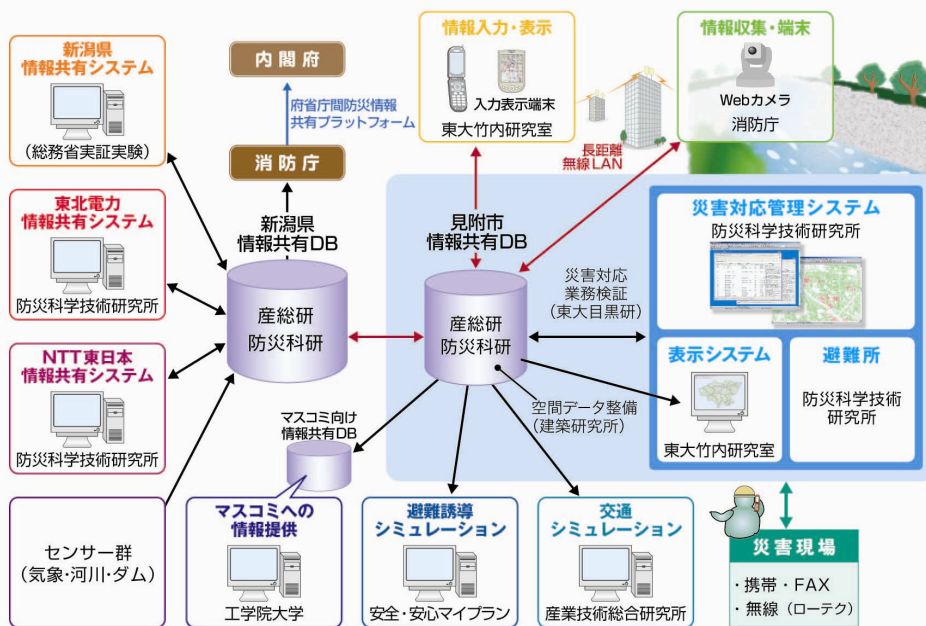 新潟県
情報共有システム
(総務省実証実験)
内閣府
府省庁間防災情報
共有プラットフォーム
消防庁
情報入力・表示
入力表示端末
東大竹内研究室
情報収集・端末
Webカメラ
消防庁
長距離
無線LAN
東北電力
情報共有システム
防災科学技術研究所
新潟県
情報共有DB
産総研
防災科研
見附市
情報共有DB
産総研
防災科研
災害対応
業務検証
(東大目黒研)
災害対応管理システム
防災科学技術研究所
NTT東日本
情報共有システム
防災科学技術研究所
表示システム
東大竹内研究室
避難所
防災科学技術
研究所
空間データ整備
(建築研究所)
マスコミ向け
情報共有DB
センサー群
(気象・河川・ダム)
マスコミへの
情報提供
工学院大学
避難誘導
シミュレーション
安全・安心マイプラン
交通
シミュレーション
産業技術総合研究所
災害現場
・携帯・FAX
・無線(ローテク)